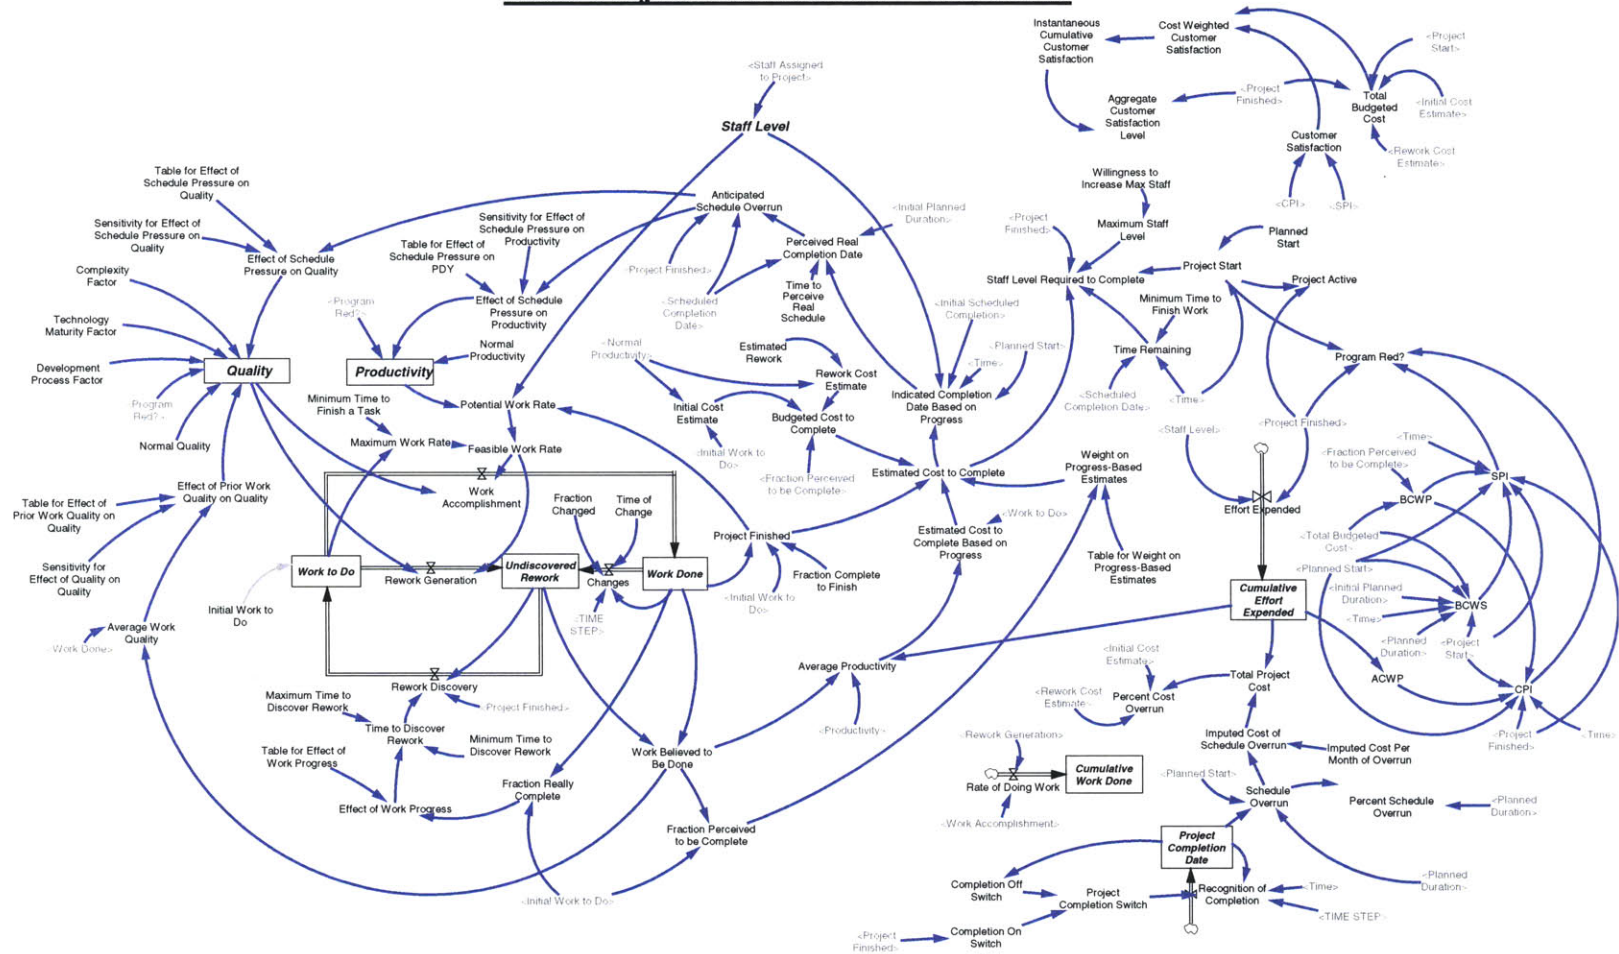 Instantaneous
Cumulative
Customer
Satisfaction
Cost Weighted
Customer
Satisfaction
<Project
Start>
<Staff Assigned
to Project>
Aggregate
Customer
Satisfaction
Level
<Project
Finished>
Total
Budgeted
Cost
<Initial Cost
Estimate>
Staff Level
Customer
Satisfaction
<Rework Cost
Estimate>
Table for Effect of
Schedule Pressure on
Quality
Willingness to
Increase Max Staff
<CPI>
<SPI>
Anticipated
Schedule Overrun
Sensitivity for Effect of
Schedule Pressure on
Quality
Sensitivity for Effect of
Schedule Pressure on
Productivity
<Initial Planned
Duration>
<Project
Finished>
Maximum Staff
Level
Planned
Start
Table for Effect of
Schedule Pressure on
PDY
Perceived Real
Completion Date
Effect of Schedule
Pressure on Quality
Complexity
Factor
<Project Finished>
Staff Level Required to Complete
Project Start
Project Active
<Program
Red?>
Effect of Schedule
Pressure on
Productivity
<Scheduled
Completion
Date>
Time to
Perceive
Real
Schedule
<Initial Scheduled
Completion>
Minimum Time to
Finish Work
Technology
Maturity Factor
Normal
Productivity
<Normal
Productivity>
Estimated
Rework
<Planned Start>
Time Remaining
Program Red?
Development
Process Factor
Quality
Productivity
Rework Cost
Estimate
<Time>
<Program
Red?>
Minimum Time to
Finish a Task
Potential Work Rate
Initial Cost
Estimate
Budgeted Cost to
Complete
Indicated Completion
Date Based on
Progress
<Scheduled
Completion Date>
<Time>
Normal Quality
Maximum Work Rate
Feasible Work Rate
<Initial Work to
Do>
<Staff Level>
<Project Finished>
<Time>
<Fraction Perceived
to be Complete>
Estimated Cost to Complete
Weight on
Progress-Based
Estimates
<Fraction Perceived
to be Complete>
SPI
Effect of Prior Work
Quality on Quality
Work
Accomplishment
Fraction
Changed
Time of
Change
BCWP
Table for Effect of
Prior Work Quality on
Quality
Effort Expended
<Work to Do>
Project Finished
Estimated Cost to
Complete Based on
Progress
<Total Budgeted
Cost>
Sensitivity for
Effect of Quality on
Quality
Work to Do
Rework Generation
Undiscovered
Rework
Changes
Work Done
Fraction Complete
to Finish
Table for Weight on
Progress-Based
Estimates
<Planned Start>
Initial Work to
Do
<TIME
STEP>
<Initial Work to
Do>
Cumulative
Effort
Expended
<Initial Planned
Duration>
BCWS
<Time>
Average Work
Quality
<Work Done>
<Planned
Duration>
<Project
Start>
Average Productivity
<Initial Cost
Estimate>
Total Project
Cost
ACWP
CPI
Rework Discovery
Maximum Time to
Discover Rework
<Project Finished>
<Rework Cost
Estimate>
Percent Cost
Overrun
Time to Discover
Rework
Minimum Time to
Discover Rework
<Productivity>
<Rework Generation>
Imputed Cost of
Schedule Overrun
Imputed Cost Per
Month of Overrun
<Project
Finished>
<Time>
Table for Effect of
Work Progress
Work Believed to
Be Done
Cumulative
Work Done
Rate of Doing Work
<Planned Start>
Fraction Really
Complete
Effect of Work Progress
Schedule
Overrun
Percent Schedule
Overrun
<Planned
Duration>
<Work Accomplishment>
Fraction Perceived
to be Complete
Project
Completion
Date
Completion Off
Switch
Project
Completion Switch
Recognition of
Completion
<Time>
<Planned
Duration>
<Initial Work to Do>
<TIME STEP>
<Project
Finished>
Completion On
Switch